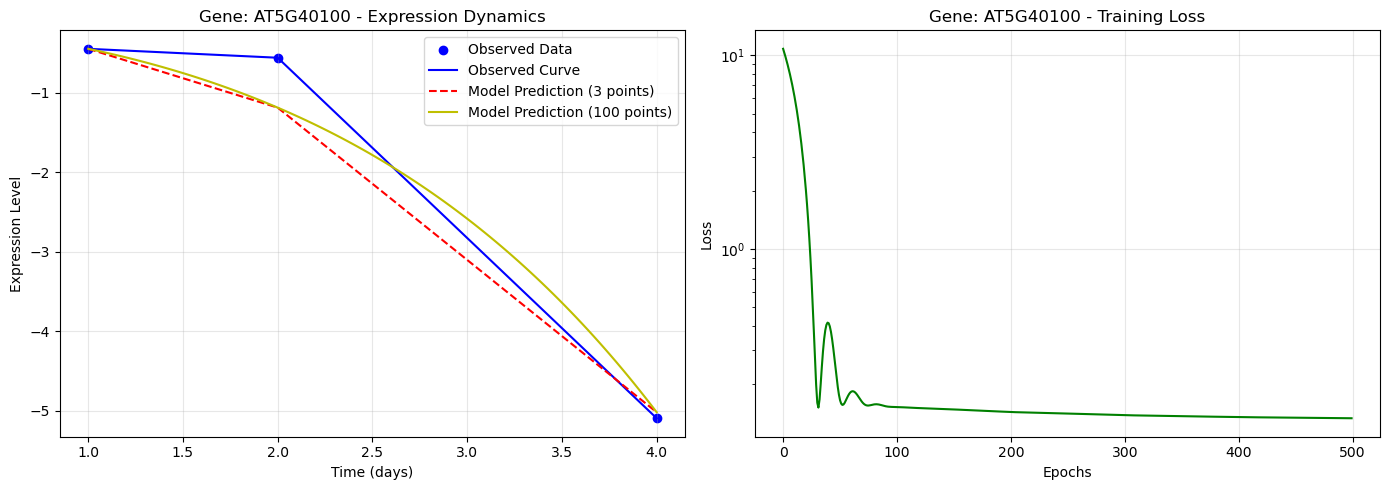 Gene: AT5G40100 - Expression Dynamics
Observed Data
Observed Curve
Model Prediction (3 points)
Model Prediction (100 points)
Expression Level
−1
−2
−3
−4
−5
1.0 1.5 2.0 2.5 3.0 3.5 4.0
Time (days)
Gene: AT5G40100 - Training Loss
Loss
10¹
10⁰
0 100 200 300 400 500
Epochs